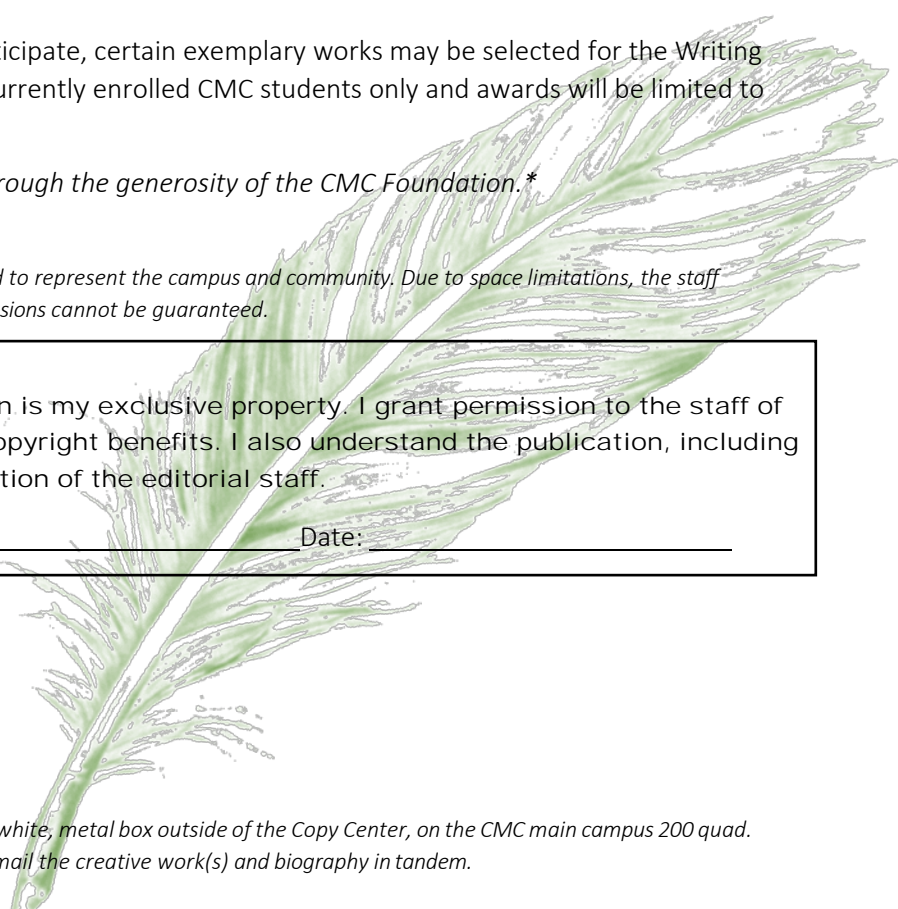 ticipate, certain exemplary works may be selected for the Writing
urrently enrolled CMC students only and awards will be limited to
rough the generosity of the CMC Foundation.*
d to represent the campus and community. Due to space limitations, the staff
sions cannot be guaranteed.
n is my exclusive property. I grant permission to the staff of
opyright benefits. I also understand the publication, including
tion of the editorial staff.
Date:
white, metal box outside of the Copy Center, on the CMC main campus 200 quad.
mail the creative work(s) and biography in tandem.